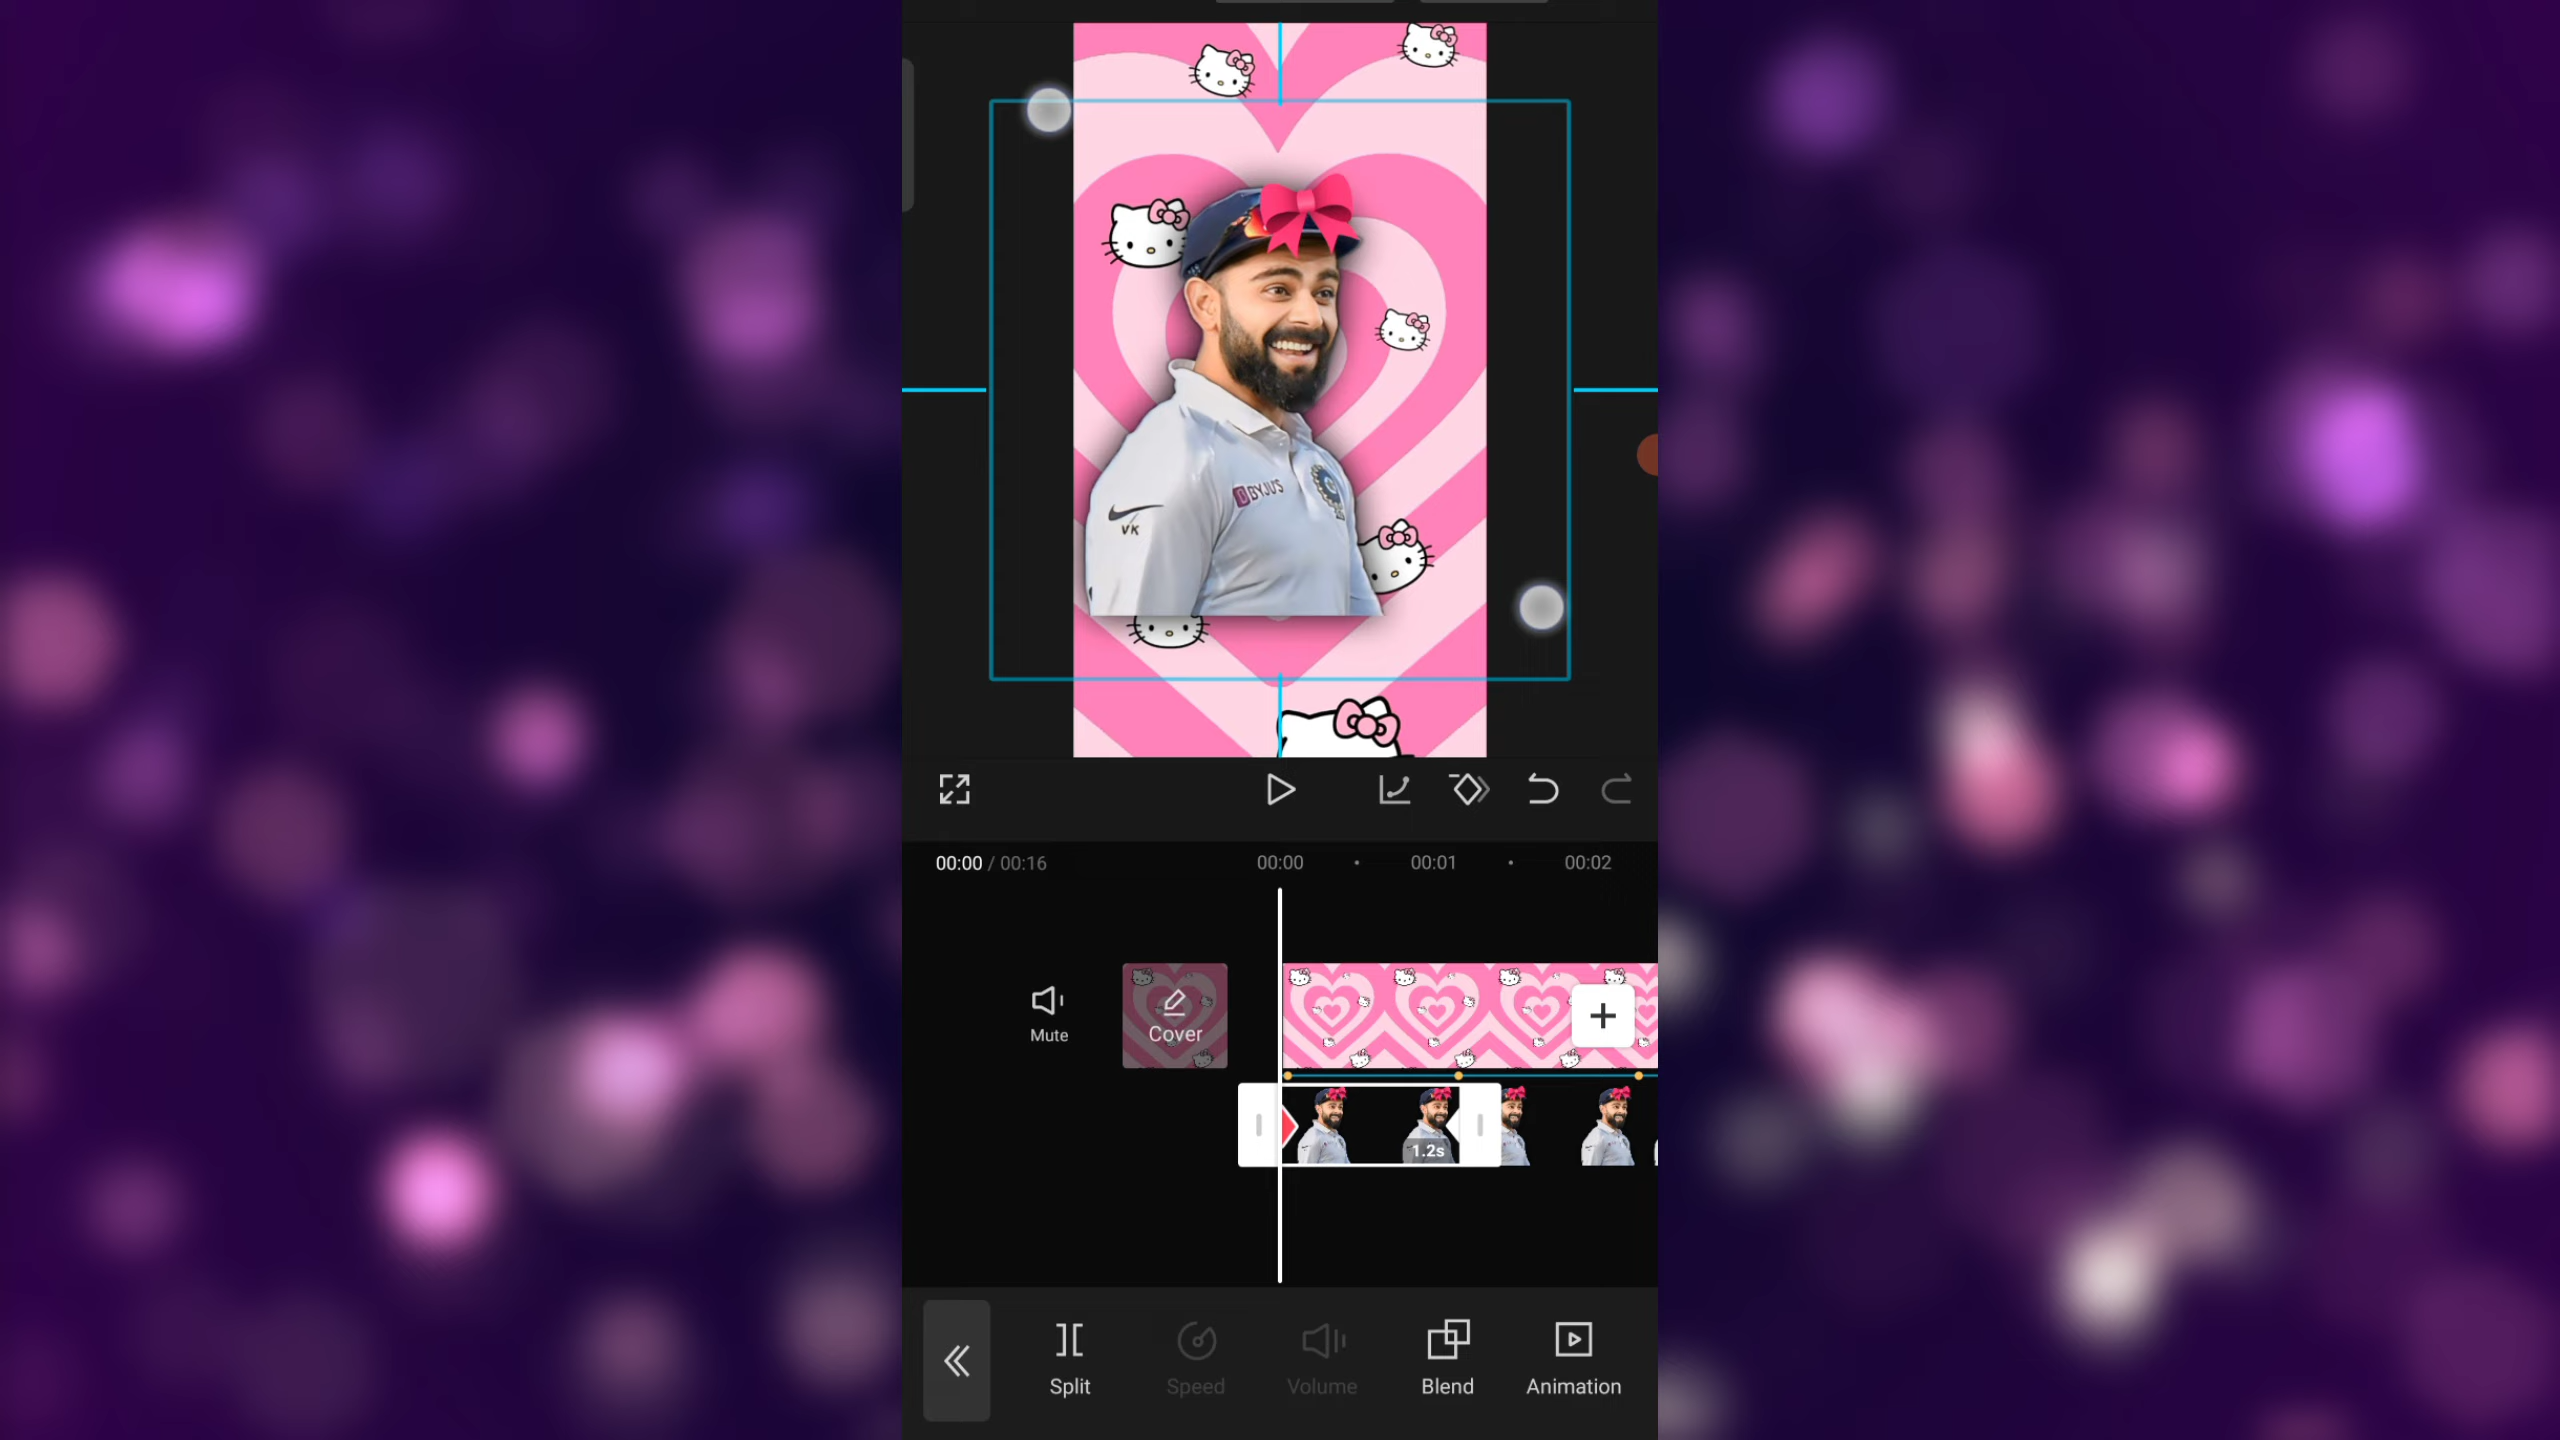 BYJU'S
VK
00:00 / 00:16
00:00 00:01 00:02
Mute
Cover
1.2s
Split Speed Volume Blend Animation